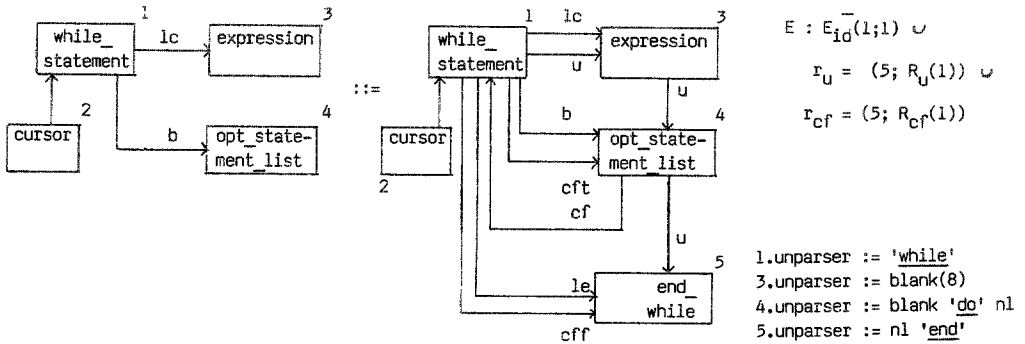 1
while_
statement
lc
3
expression
2
cursor
b
4
opt_state-
ment_list
::=
1
while_
statement
lc
u
3
expression
u
2
cursor
b
4
opt_state-
ment_list
cft
cf
u
5
end_
while
le
cff
E : E_id(1;1) ∪
r_u = (5; R_u(1)) ∪
r_cf = (5; R_cf(1))
1.unparser := 'while'
3.unparser := blank(8)
4.unparser := blank 'do' nl
5.unparser := nl 'end'